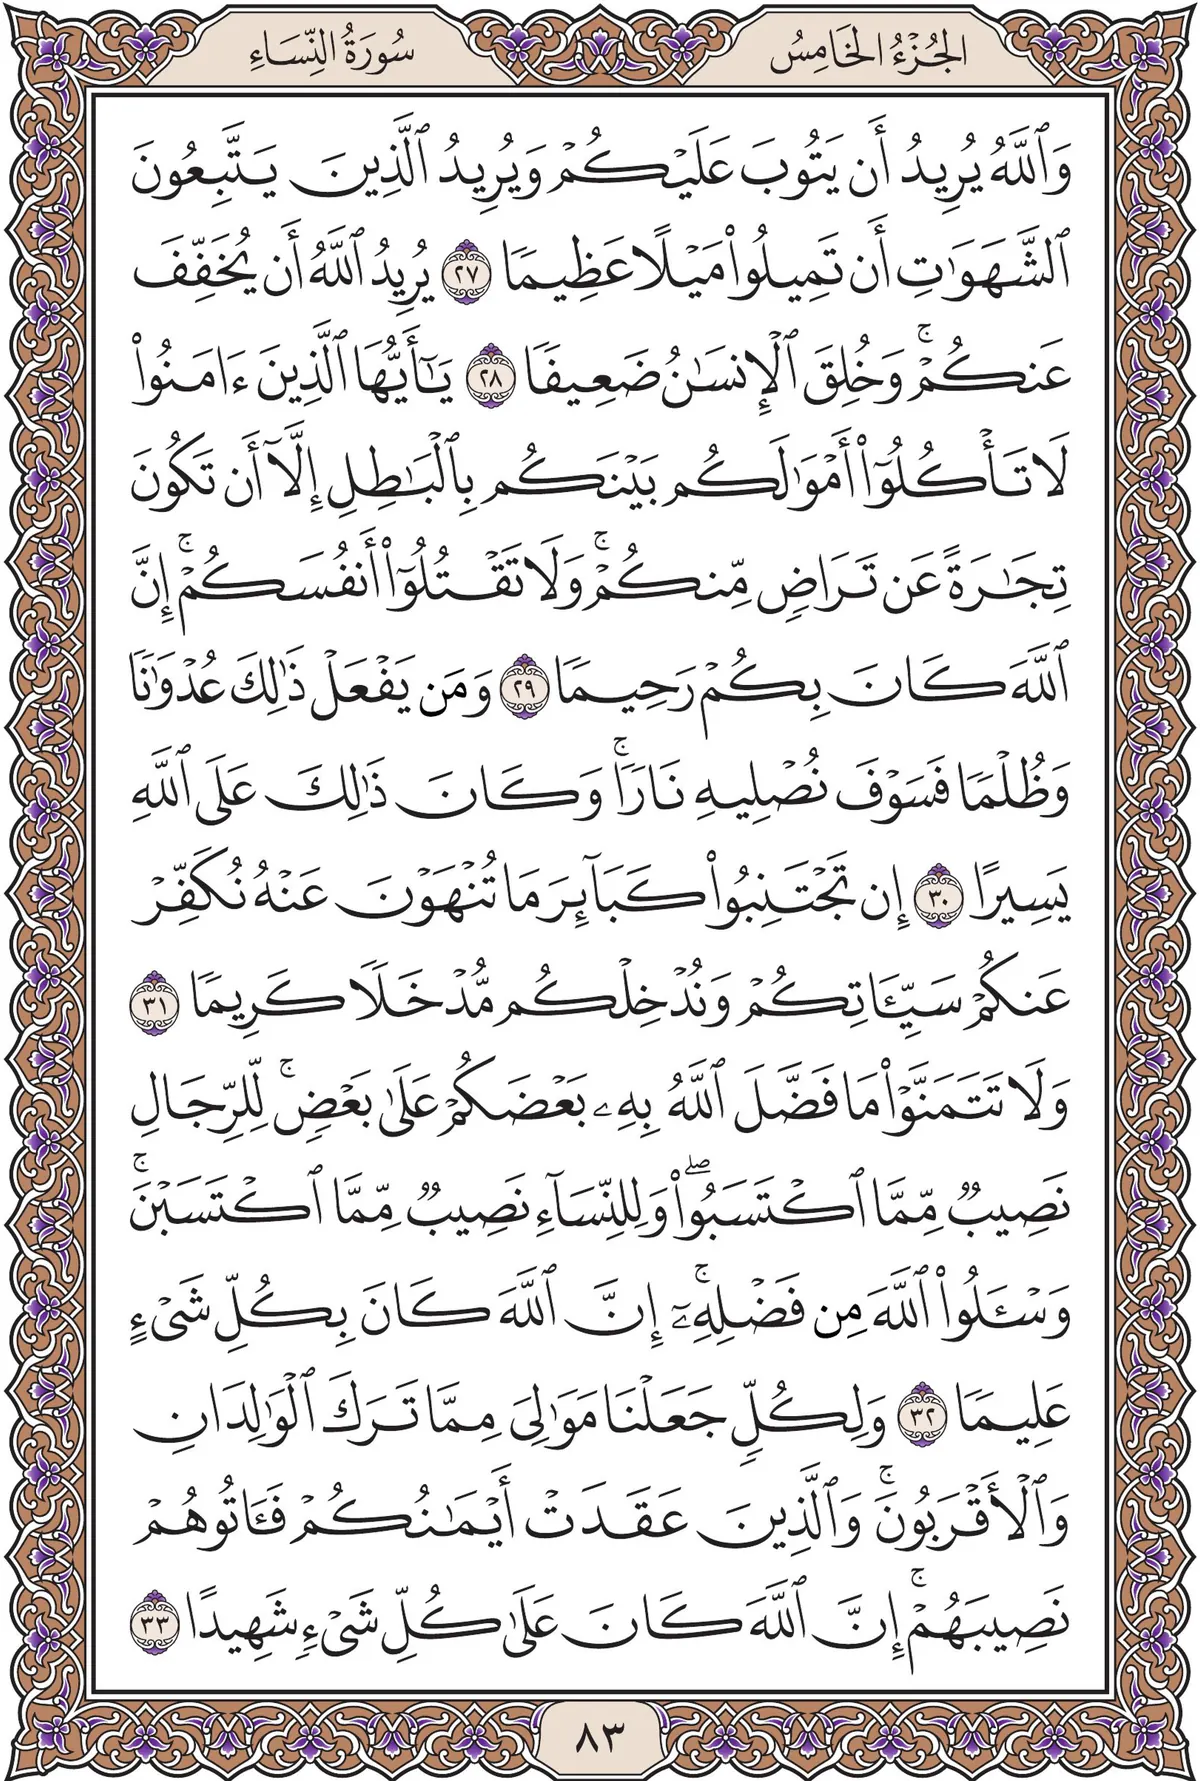 الجُزْءُ الخَامِسُ
سُورَةُ النِّسَاءِ
وَٱللَّهُ يُرِيدُ أَن يَتُوبَ عَلَيْكُمْ وَيُرِيدُ ٱلَّذِينَ يَتَّبِعُونَ
ٱلشَّهَوَٰتِ أَن تَمِيلُوا۟ مَيْلًا عَظِيمًا ٢٧ يُرِيدُ ٱللَّهُ أَن يُخَفِّفَ
عَنكُمْ ۚ وَخُلِقَ ٱلْإِنسَٰنُ ضَعِيفًا ٢٨ يَٰٓأَيُّهَا ٱلَّذِينَ ءَامَنُوا۟
لَا تَأْكُلُوٓا۟ أَمْوَٰلَكُم بَيْنَكُم بِٱلْبَٰطِلِ إِلَّآ أَن تَكُونَ
تِجَٰرَةً عَن تَرَاضٍ مِّنكُمْ ۚ وَلَا تَقْتُلُوٓا۟ أَنفُسَكُمْ ۚ إِنَّ
ٱللَّهَ كَانَ بِكُمْ رَحِيمًا ٢٩ وَمَن يَفْعَلْ ذَٰلِكَ عُدْوَٰنًا
وَظُلْمًا فَسَوْفَ نُصْلِيهِ نَارًا ۚ وَكَانَ ذَٰلِكَ عَلَى ٱللَّهِ
يَسِيرًا ٣٠ إِن تَجْتَنِبُوا۟ كَبَآئِرَ مَا تُنْهَوْنَ عَنْهُ نُكَفِّرْ
عَنكُمْ سَيِّـَٔاتِكُمْ وَنُدْخِلْكُم مُّدْخَلًا كَرِيمًا ٣١
وَلَا تَتَمَنَّوْا۟ مَا فَضَّلَ ٱللَّهُ بِهِۦ بَعْضَكُمْ عَلَىٰ بَعْضٍ ۚ لِّلرِّجَالِ
نَصِيبٌ مِّمَّا ٱكْتَسَبُوا۟ ۖ وَلِلنِّسَآءِ نَصِيبٌ مِّمَّا ٱكْتَسَبْنَ ۚ
وَسْـَٔلُوا۟ ٱللَّهَ مِن فَضْلِهِۦٓ ۚ إِنَّ ٱللَّهَ كَانَ بِكُلِّ شَىْءٍ
عَلِيمًا ٣٢ وَلِكُلٍّ جَعَلْنَا مَوَٰلِىَ مِمَّا تَرَكَ ٱلْوَٰلِدَانِ
وَٱلْأَقْرَبُونَ ۚ وَٱلَّذِينَ عَقَدَتْ أَيْمَٰنُكُمْ فَـَٔاتُوهُمْ
نَصِيبَهُمْ ۚ إِنَّ ٱللَّهَ كَانَ عَلَىٰ كُلِّ شَىْءٍ شَهِيدًا ٣٣
٨٣